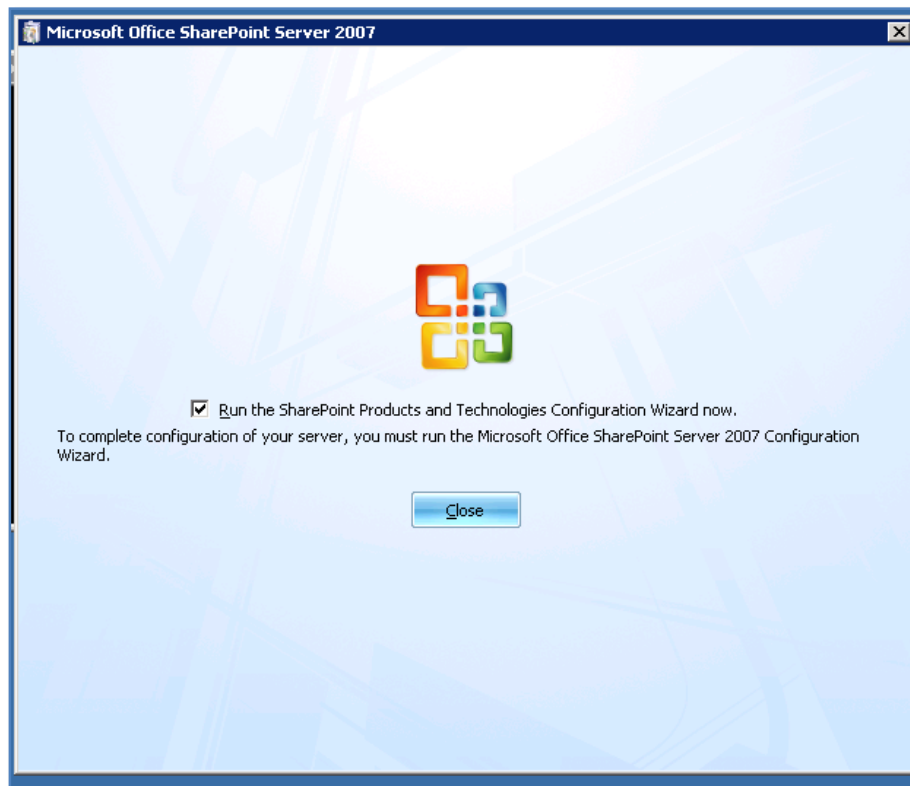 Microsoft Office SharePoint Server 2007
Run the SharePoint Products and Technologies Configuration Wizard now.
To complete configuration of your server, you must run the Microsoft Office SharePoint Server 2007 Configuration
Wizard.
Close